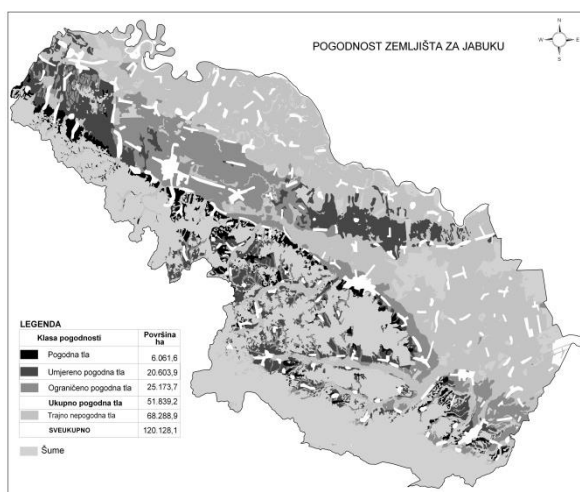 POGODNOST ZEMLJIŠTA ZA JABUKU
N
W E
S
LEGENDA
Klasa pogodnosti Površina ha
Pogodna tla 6.061,6
Umjereno pogodna tla 20.603,9
Ograničeno pogodna tla 25.173,7
Ukupno pogodna tla 51.839,2
Trajno nepogodna tla 68.288,9
SVEUKUPNO 120.128,1
Šume